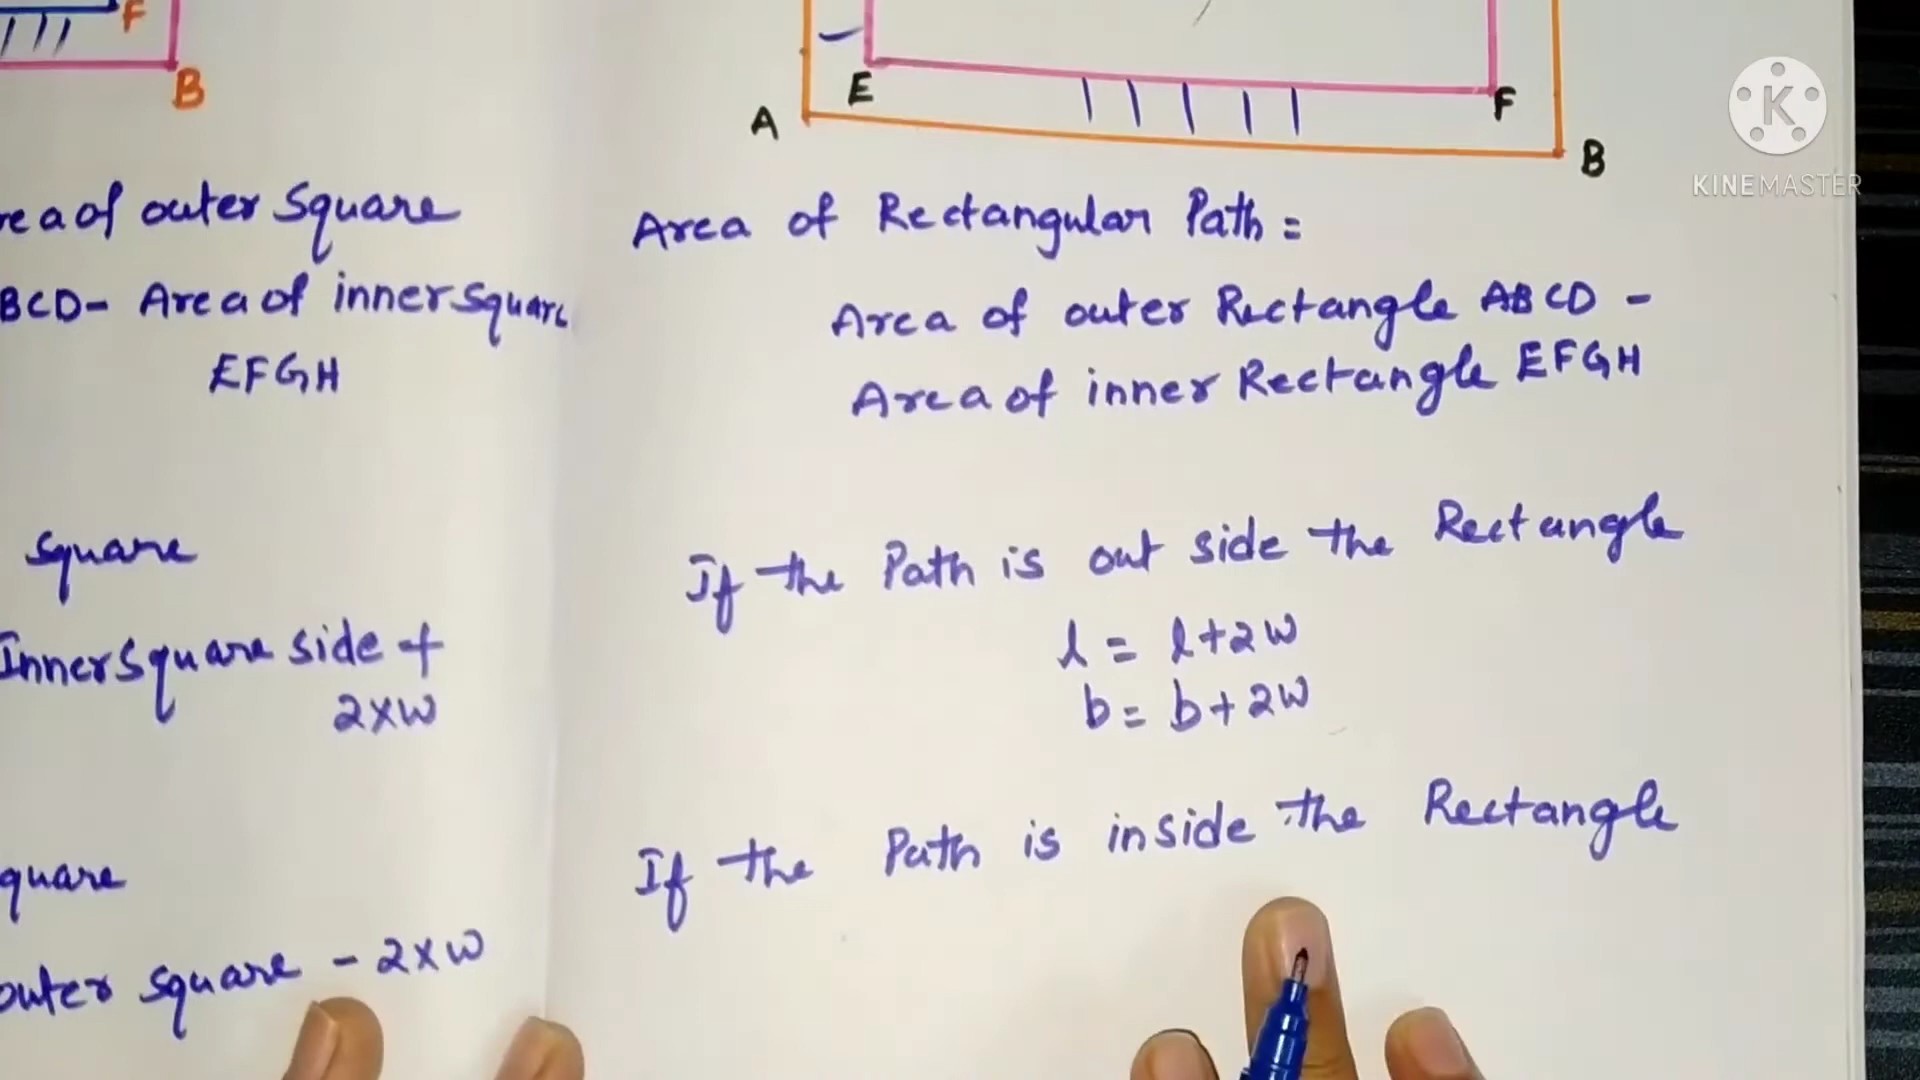 F
B
E
F
A
B
KINEMASTER
ea of outer Square
BCD- Area of inner Square
EFGH
Square
Inner Square side +
2×W
quare
outer square - 2×W
Area of Rectangular Path =
Area of outer Rectangle ABCD -
Area of inner Rectangle EFGH
If the Path is out side the Rectangle
l = l+2W
b = b+2W
If the Path is inside the Rectangle